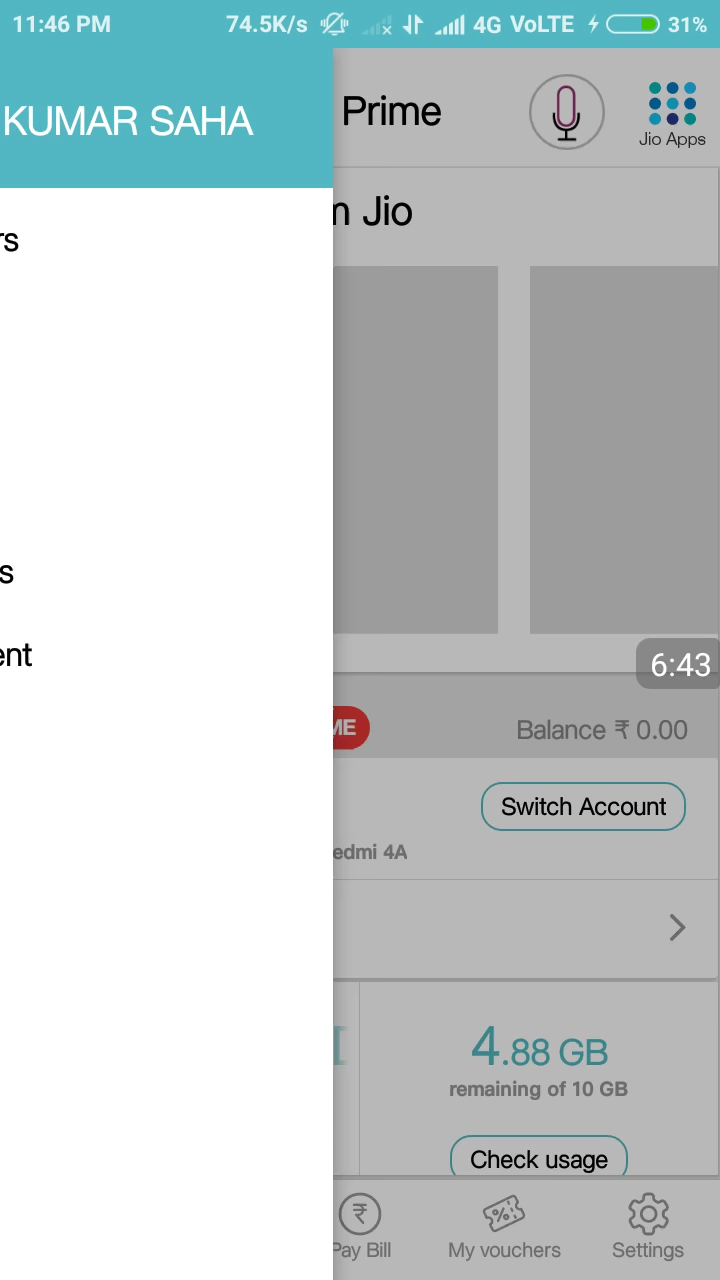 11:46 PM 74.5K/s 4G VoLTE 31%
KUMAR SAHA
Prime
Jio Apps
rs
m Jio
s
ent
6:43
ME
Balance ₹ 0.00
Switch Account
edmi 4A
4.88 GB
remaining of 10 GB
Check usage
Pay Bill My vouchers Settings